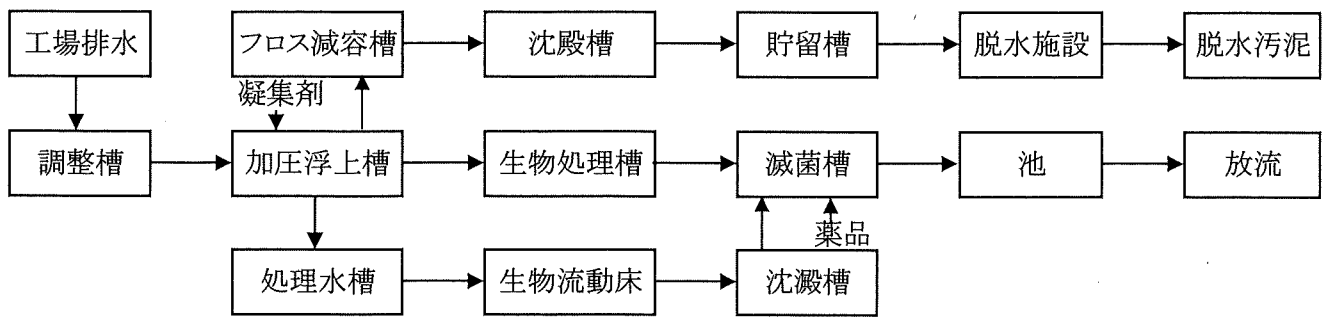 工場排水
フロス減容槽
沈殿槽
貯留槽
脱水施設
脱水汚泥
凝集剤
調整槽
加圧浮上槽
生物処理槽
滅菌槽
池
放流
薬品
処理水槽
生物流動床
沈澱槽